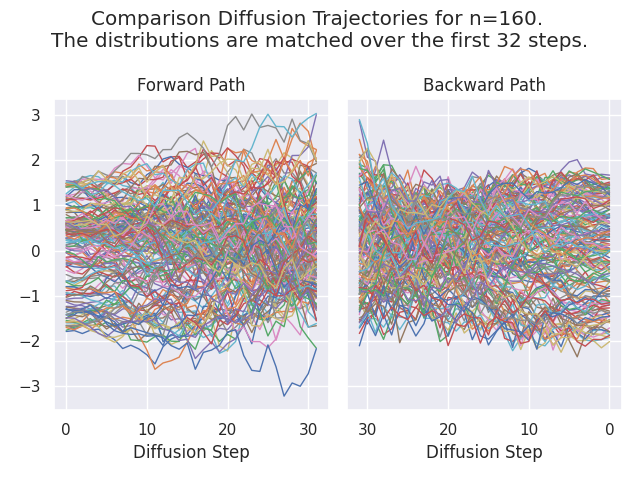 Comparison Diffusion Trajectories for n=160.
The distributions are matched over the first 32 steps.
Forward Path
Backward Path
3
2
1
0
−1
−2
−3
0 10 20 30
30 20 10 0
Diffusion Step
Diffusion Step